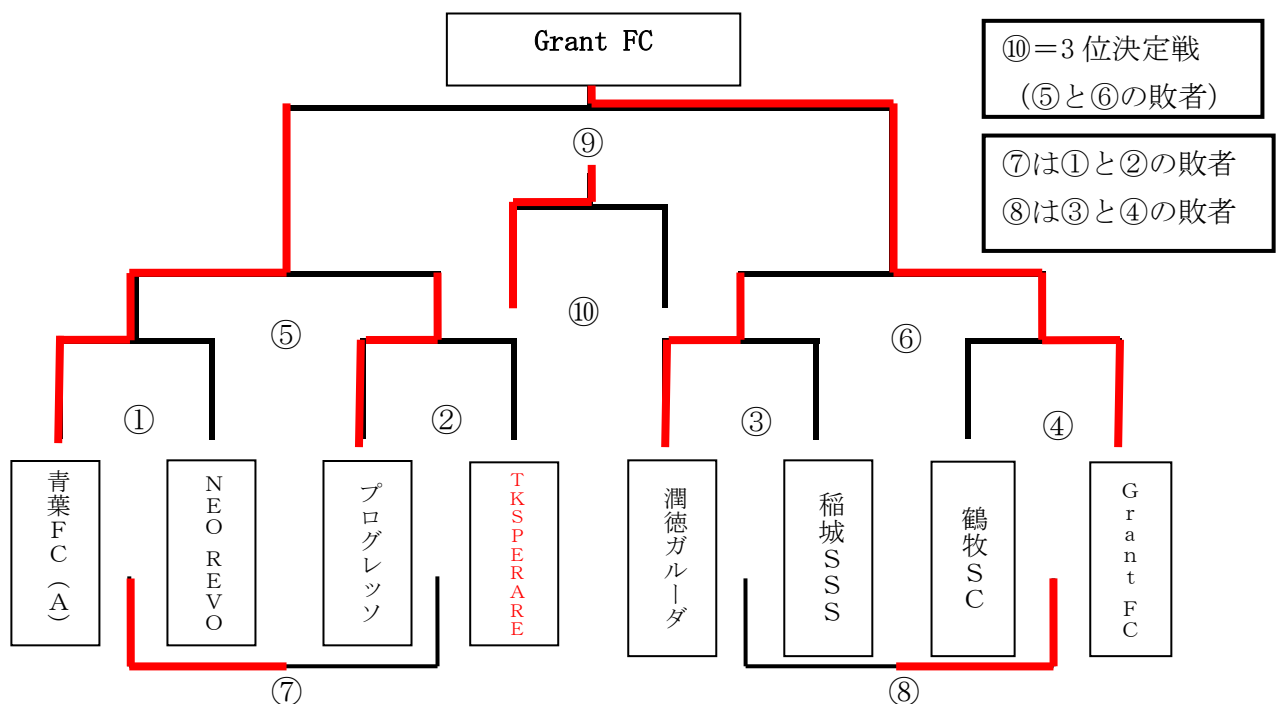 Grant FC
⑩＝3 位決定戦
（⑤と⑥の敗者）
⑦は①と②の敗者
⑧は③と④の敗者
⑨
⑩
⑤
⑥
①
②
③
④
青葉ＦＣ（Ａ）
ＮＥＯ ＲＥＶＯ
プログレッソ
ＴＫＳＰＥＲＡＲＥ
潤徳ガルーダ
稲城ＳＳＳ
鶴牧ＳＣ
Ｇｒａｎｔ ＦＣ
⑦
⑧